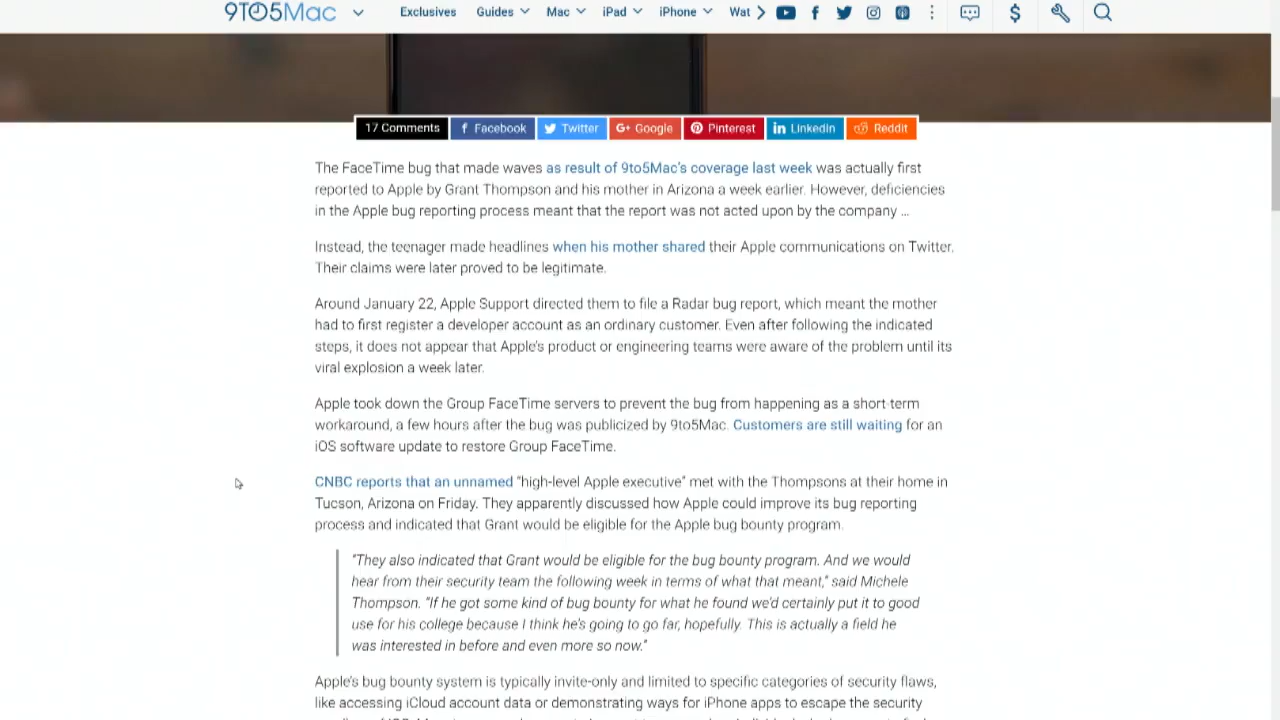 9TO5Mac Exclusives Guides Mac iPad iPhone Wat
17 Comments Facebook Twitter G+ Google Pinterest Linkedin Reddit
The FaceTime bug that made waves as result of 9to5Mac's coverage last week was actually first
reported to Apple by Grant Thompson and his mother in Arizona a week earlier. However, deficiencies
in the Apple bug reporting process meant that the report was not acted upon by the company ...
Instead, the teenager made headlines when his mother shared their Apple communications on Twitter.
Their claims were later proved to be legitimate.
Around January 22, Apple Support directed them to file a Radar bug report, which meant the mother
had to first register a developer account as an ordinary customer. Even after following the indicated
steps, it does not appear that Apple's product or engineering teams were aware of the problem until its
viral explosion a week later.
Apple took down the Group FaceTime servers to prevent the bug from happening as a short-term
workaround, a few hours after the bug was publicized by 9to5Mac. Customers are still waiting for an
iOS software update to restore Group FaceTime.
CNBC reports that an unnamed "high-level Apple executive" met with the Thompsons at their home in
Tucson, Arizona on Friday. They apparently discussed how Apple could improve its bug reporting
process and indicated that Grant would be eligible for the Apple bug bounty program.
"They also indicated that Grant would be eligible for the bug bounty program. And we would
hear from their security team the following week in terms of what that meant," said Michele
Thompson. "If he got some kind of bug bounty for what he found we'd certainly put it to good
use for his college because I think he's going to go far, hopefully. This is actually a field he
was interested in before and even more so now."
Apple's bug bounty system is typically invite-only and limited to specific categories of security flaws,
like accessing iCloud account data or demonstrating ways for iPhone apps to escape the security